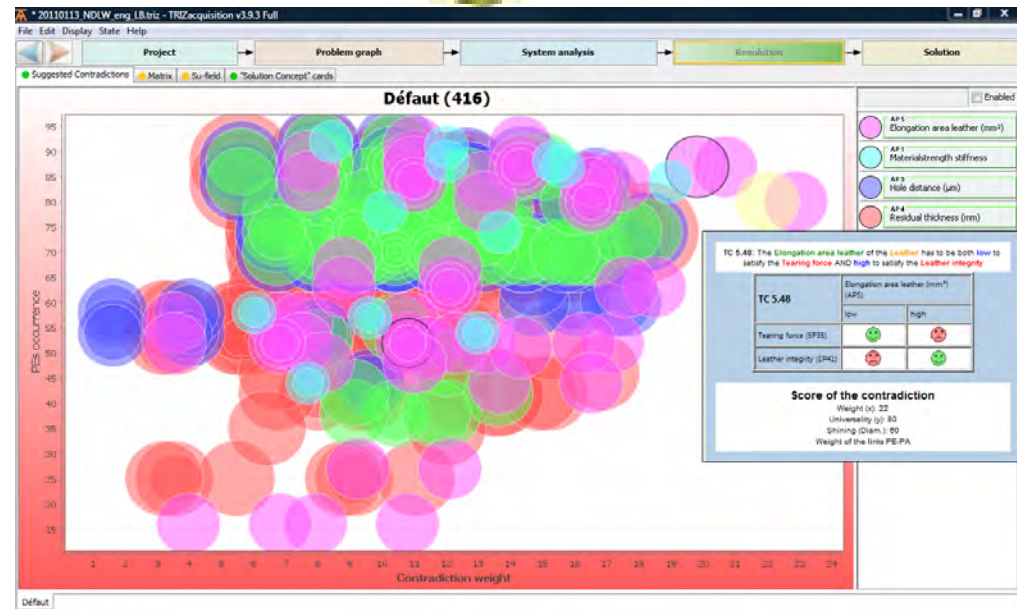 * 20110113_NDLW_eng_LB.triz - TRIZacquisition v3.9.3 Full
File Edit Display State Help
Project
Problem graph
System analysis
Resolution
Solution
Suggested Contradictions
Matrix
Su-field
"Solution Concept" cards
Défaut (416)
Enabled
AP5
Elongation area leather (mm²)
AP1
Materialstrength stiffness
AP3
Hole distance (µm)
AP4
Residual thickness (mm)
95
90
85
80
75
70
65
60
55
50
45
40
35
30
25
20
15
PEs occurrence
1 2 3 4 5 6 7 8 9 10 11 12 13 14 15 16 17 18 19 20 21 22 23 24
Contradiction weight
TC 5.48: The Elongation area leather of the Leather has to be both low to
satisfy the Tearing force AND high to satisfy the Leather integrity
TC 5.48
Elongation area leather (mm²)
(AP5)
low
high
Tearing force (EP35)
Leather integrity (EP41)
Score of the contradiction
Weight (x): 22
Universality (y): 80
Shining (Diam.): 60
Weight of the links PE-PA
Défaut